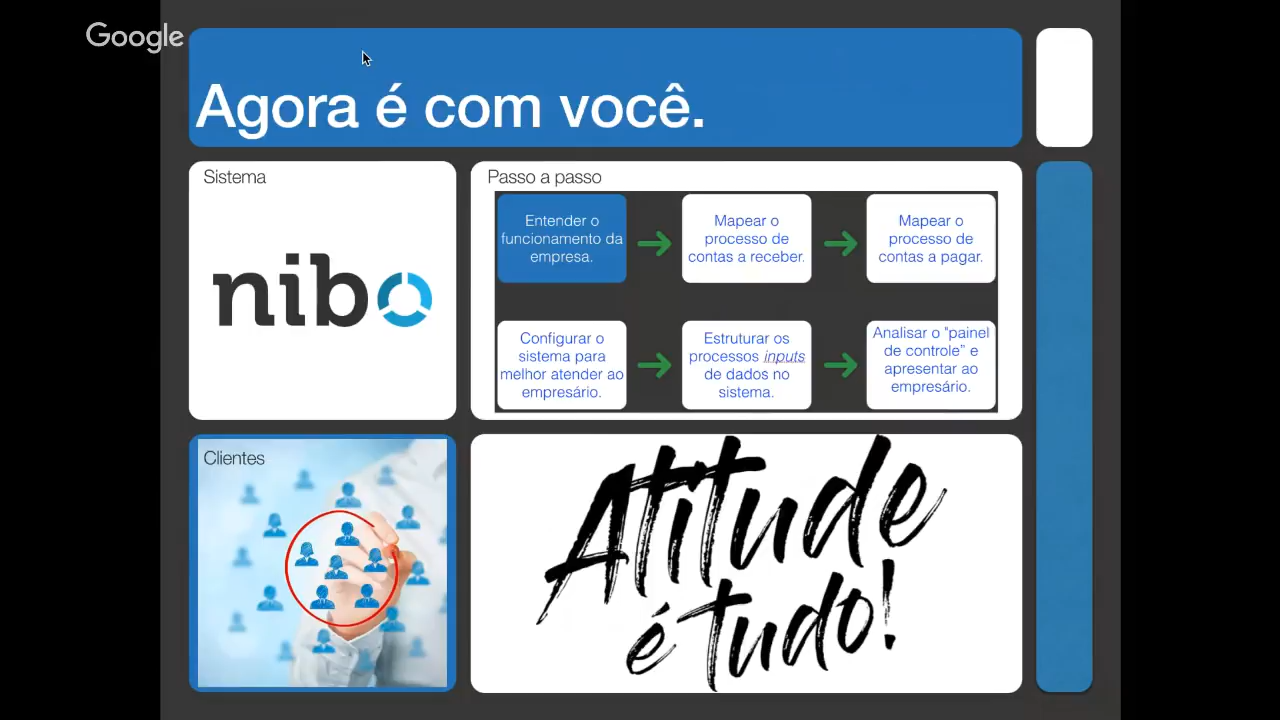 Google
Agora é com você.
Sistema
nibo
Passo a passo
Entender o
funcionamento da
empresa.
Mapear o
processo de
contas a receber.
Mapear o
processo de
contas a pagar.
Configurar o
sistema para
melhor atender ao
empresário.
Estruturar os
processos inputs
de dados no
sistema.
Analisar o "painel
de controle” e
apresentar ao
empresário.
Clientes
Atitude
é tudo!